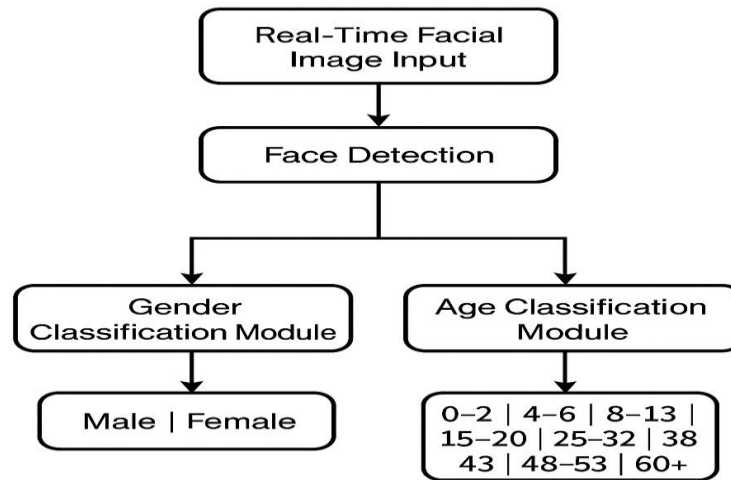 Real-Time Facial
Image Input
Face Detection
Gender
Classification Module
Age Classification
Module
Male | Female
0–2 | 4–6 | 8–13 |
15–20 | 25–32 | 38
43 | 48–53 | 60+